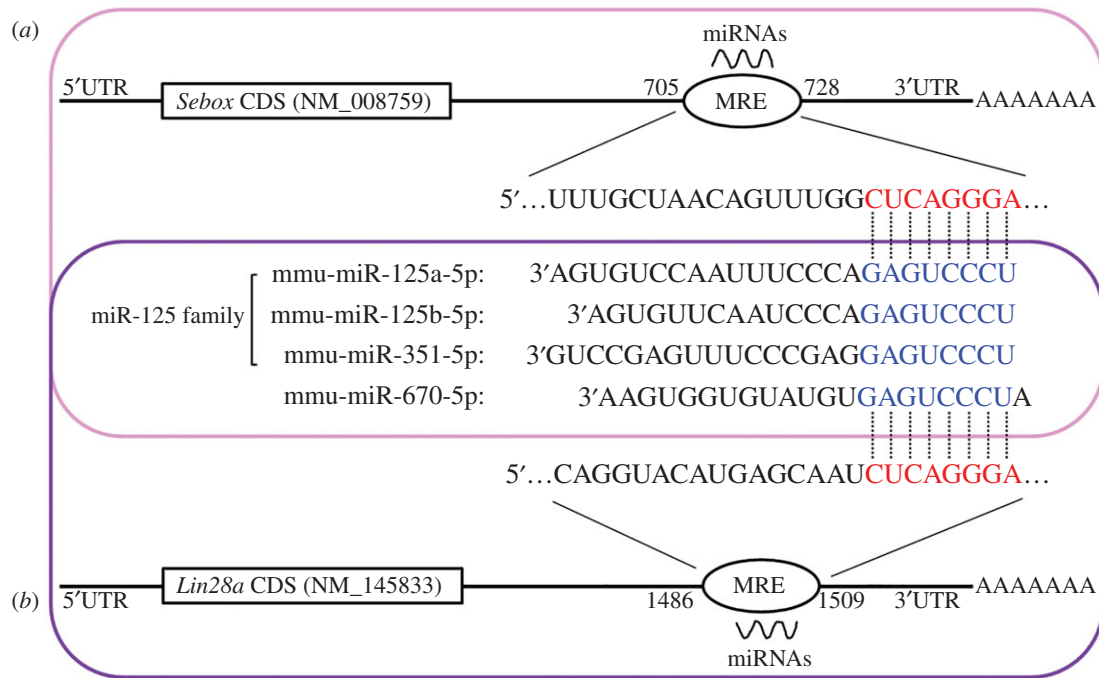 (a)
miRNAs
5′UTR
Sebox CDS (NM_008759)
705
MRE
728
3′UTR
AAAAAAA
5′…UUUGCUAACAGUUUGGCUCAGGGA…
miR-125 family
mmu-miR-125a-5p: 3′AGUGUCCAAUUUCCCAGAGUCCCU
mmu-miR-125b-5p: 3′AGUGUUCAAUCCCAGAGUCCCU
mmu-miR-351-5p: 3′GUCCGAGUUUCCCGAGGAGUCCCU
mmu-miR-670-5p: 3′AAGUGGUGUAUGUGAGUCCCUA
5′…CAGGUACAUGAGCAAUCUCAGGGA…
(b)
5′UTR
Lin28a CDS (NM_145833)
1486
MRE
1509
3′UTR
AAAAAAA
miRNAs